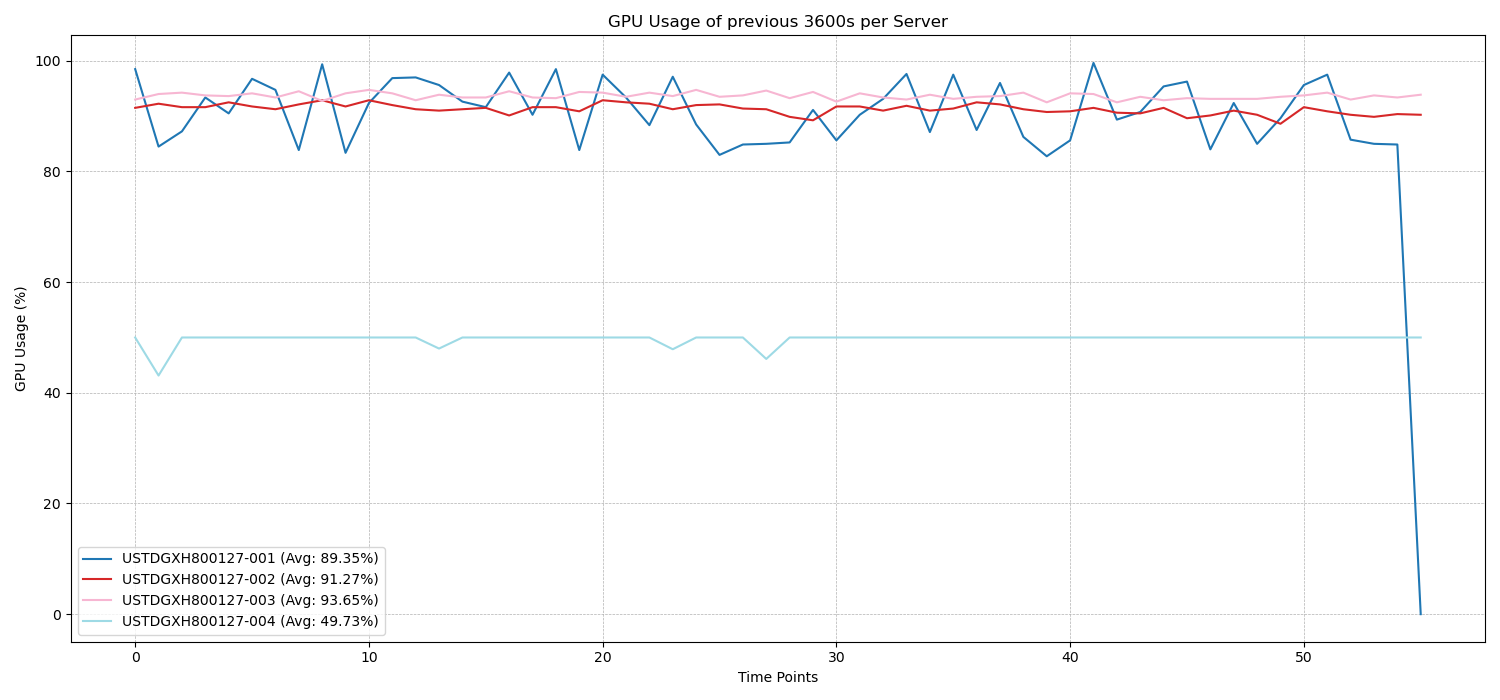 GPU Usage of previous 3600s per Server
100
80
60
40
20
0
GPU Usage (%)
USTDGXH800127-001 (Avg: 89.35%)
USTDGXH800127-002 (Avg: 91.27%)
USTDGXH800127-003 (Avg: 93.65%)
USTDGXH800127-004 (Avg: 49.73%)
0 10 20 30 40 50
Time Points